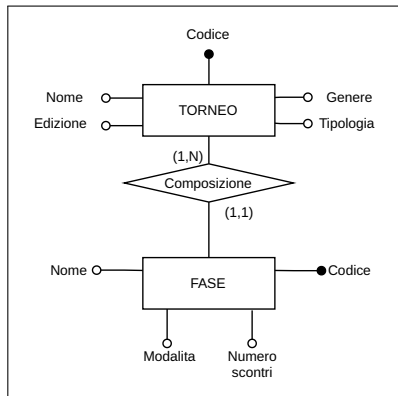 Codice
Nome
Genere
TORNEO
Edizione
Tipologia
(1,N)
Composizione
(1,1)
Nome
Codice
FASE
Modalita
Numero
scontri